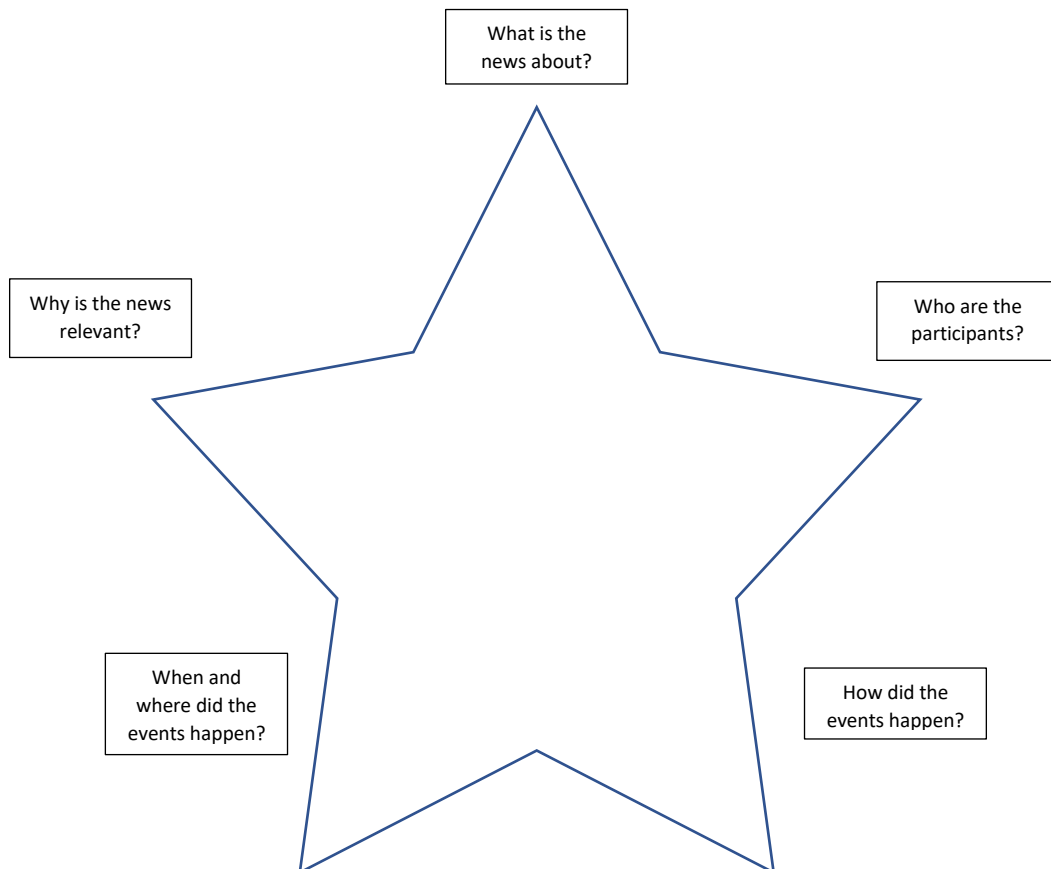 What is the
news about?
Why is the news
relevant?
Who are the
participants?
When and
where did the
events happen?
How did the
events happen?